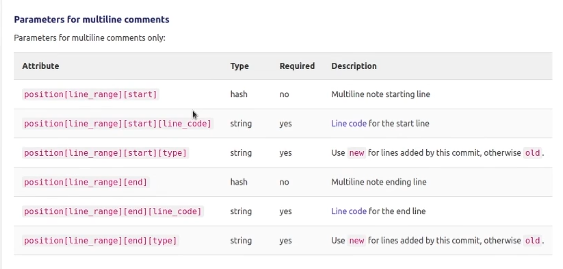 Parameters for multiline comments
Parameters for multiline comments only:
Attribute Type Required Description
position[line_range][start] hash no Multiline note starting line
position[line_range][start][line_code] string yes Line code for the start line
position[line_range][start][type] string yes Use new for lines added by this commit, otherwise old.
position[line_range][end] hash no Multiline note ending line
position[line_range][end][line_code] string yes Line code for the end line
position[line_range][end][type] string yes Use new for lines added by this commit, otherwise old.